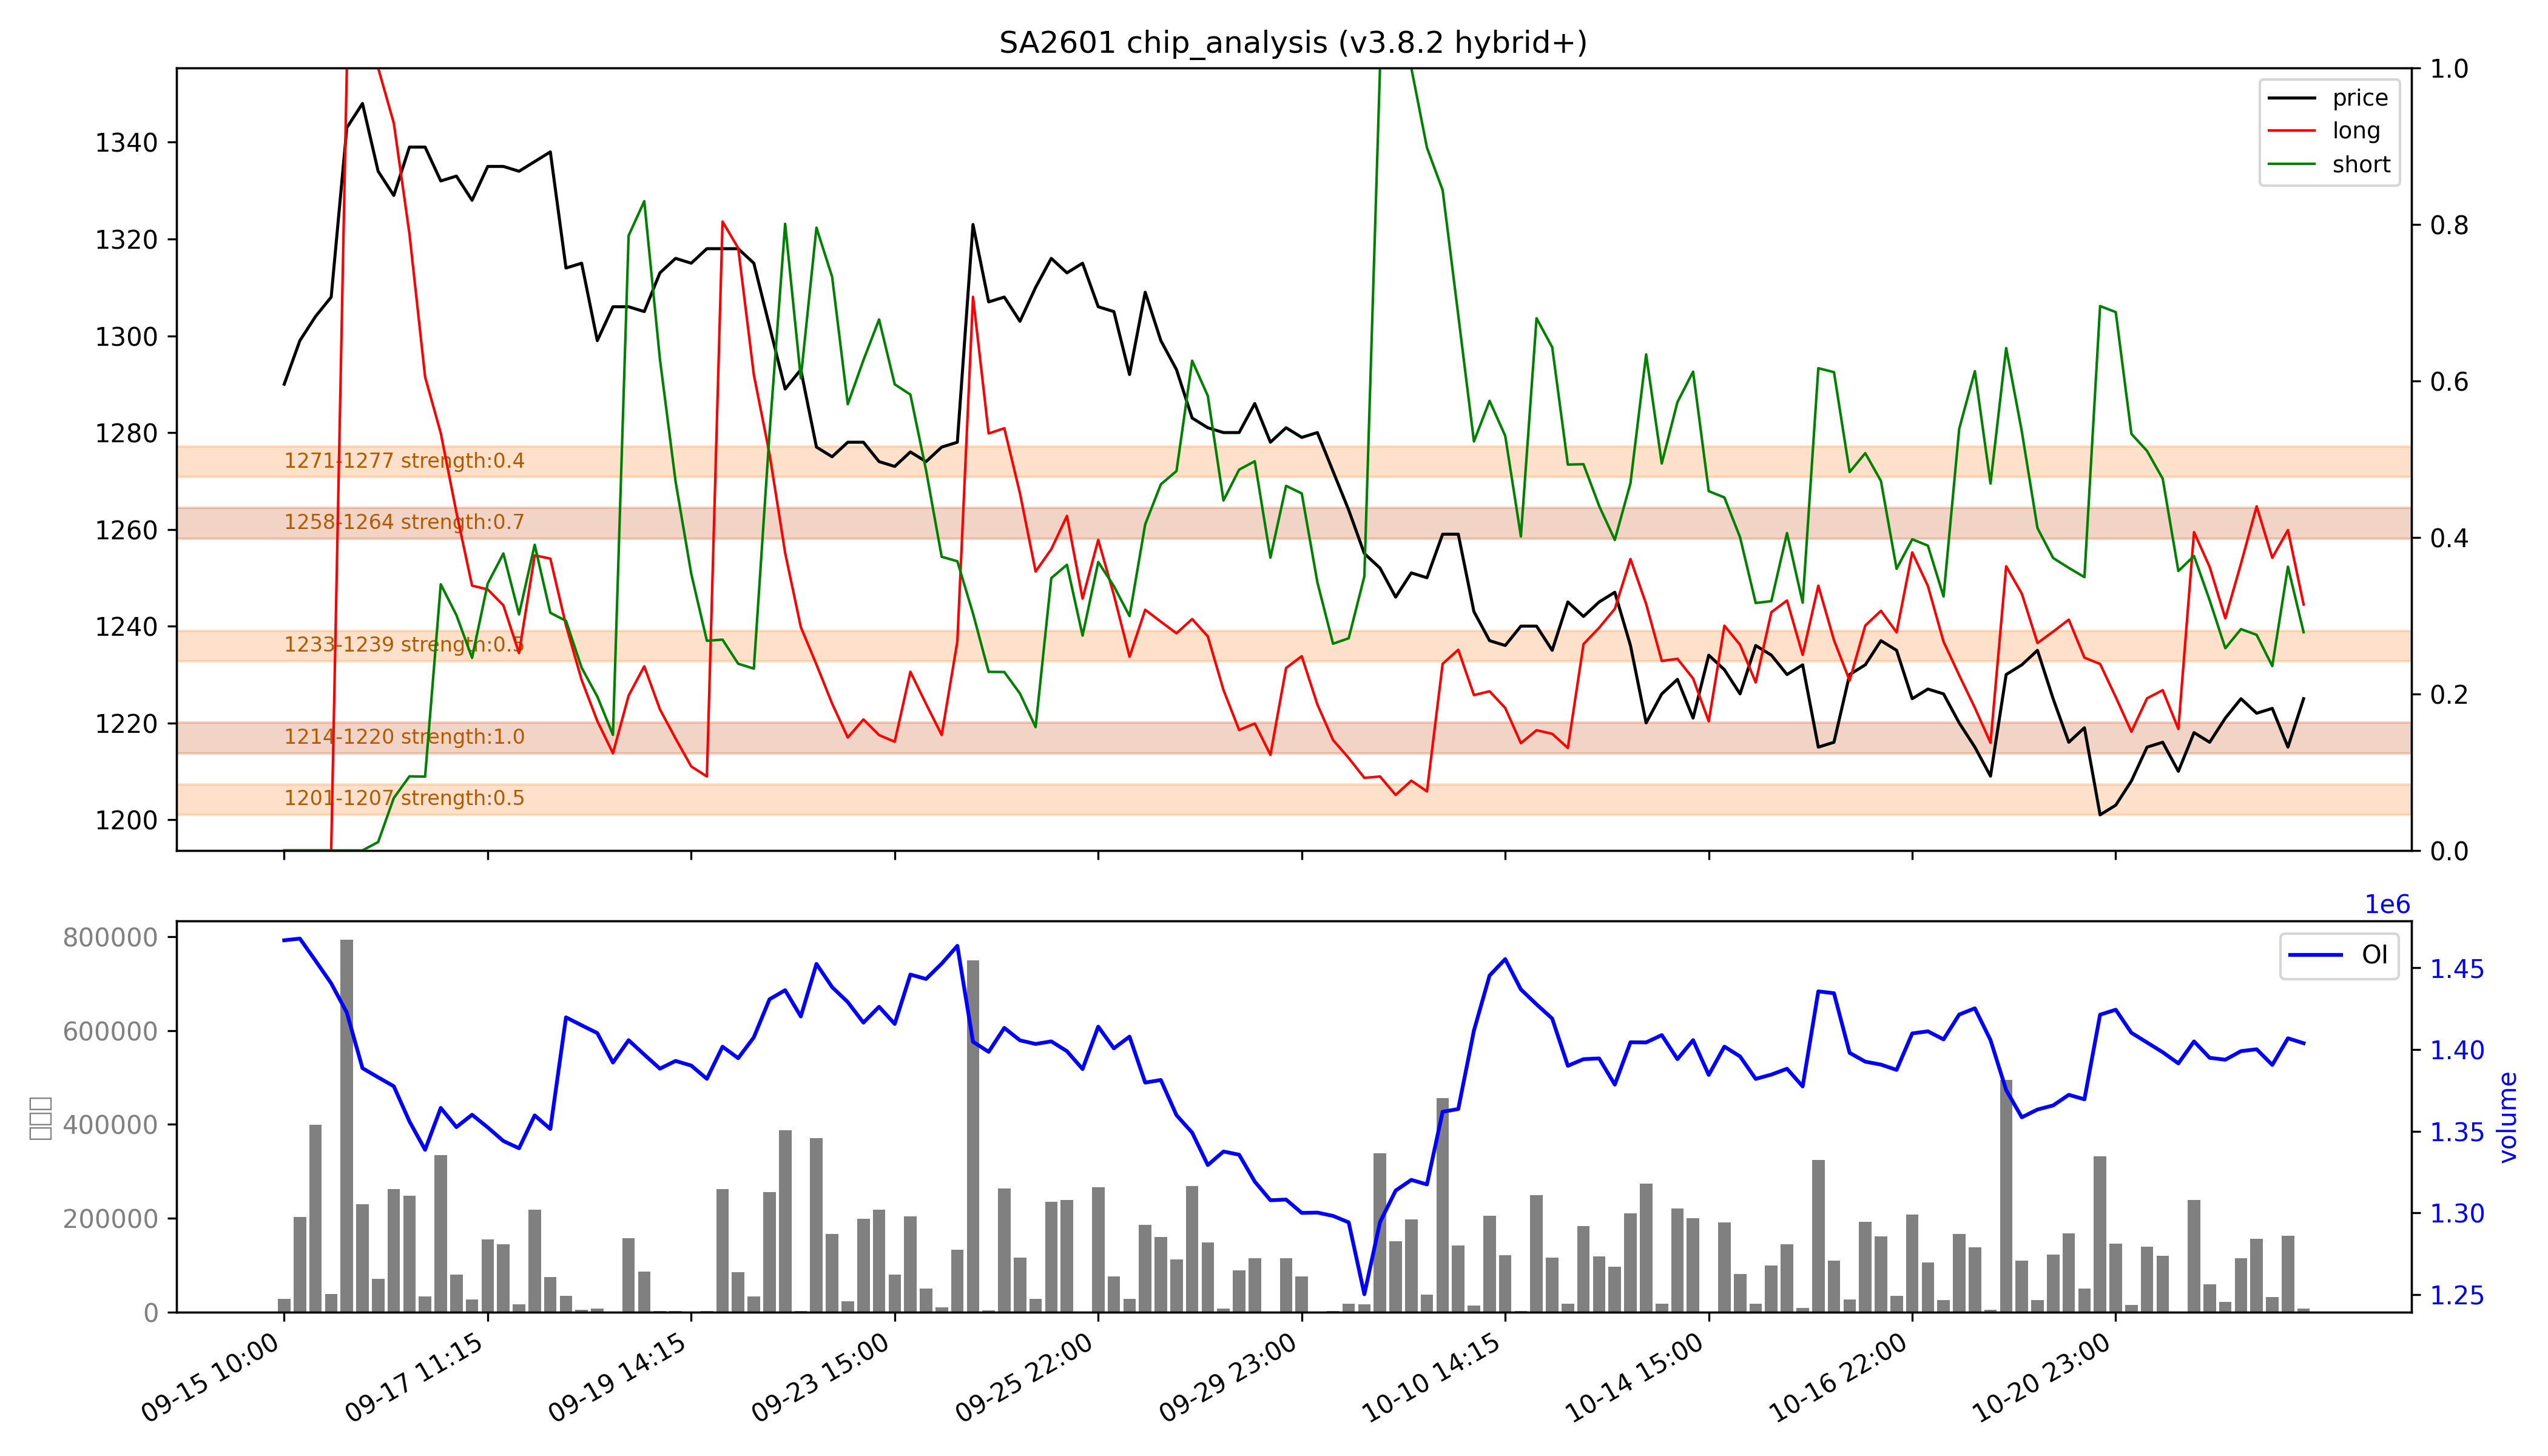 SA2601 chip_analysis (v3.8.2 hybrid+)
1340
1320
1300
1280
1260
1240
1220
1200
1.0
0.8
0.6
0.4
0.2
0.0
price
long
short
1271-1277 strength:0.4
1258-1264 strength:0.7
1233-1239 strength:0.5
1214-1220 strength:1.0
1201-1207 strength:0.5
1e6
800000
600000
400000
200000
0
OI
1.45
1.40
1.35
1.30
1.25
volume
09-15 10:00
09-17 11:15
09-19 14:15
09-23 15:00
09-25 22:00
09-29 23:00
10-10 14:15
10-14 15:00
10-16 22:00
10-20 23:00